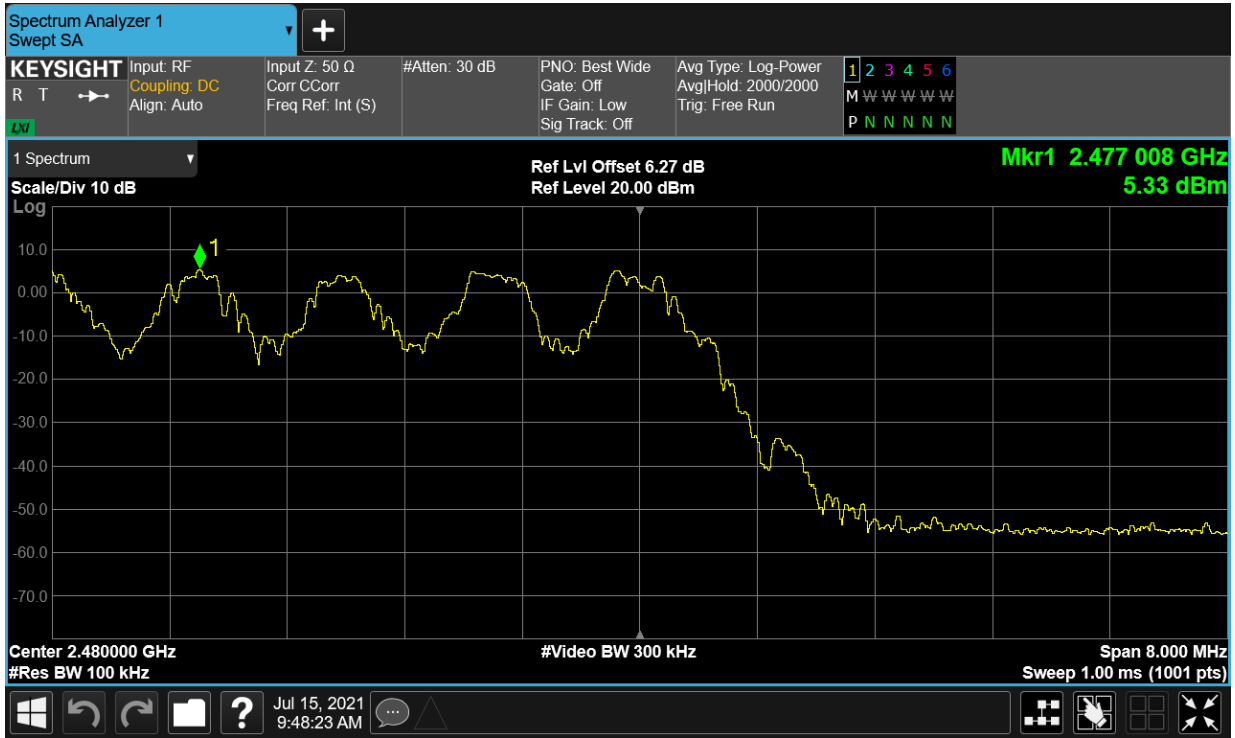 Spectrum Analyzer 1
Swept SA
KEYSIGHT
R T
LXI
Input: RF
Coupling: DC
Align: Auto
Input Z: 50 Ω
Corr CCorr
Freq Ref: Int (S)
#Atten: 30 dB
PNO: Best Wide
Gate: Off
IF Gain: Low
Sig Track: Off
Avg Type: Log-Power
Avg|Hold: 2000/2000
Trig: Free Run
1 2 3 4 5 6
M W W W W W
P N N N N N
1 Spectrum
Scale/Div 10 dB
Log
Ref Lvl Offset 6.27 dB
Ref Level 20.00 dBm
Mkr1 2.477 008 GHz
5.33 dBm
1
10.0
0.00
-10.0
-20.0
-30.0
-40.0
-50.0
-60.0
-70.0
Center 2.480000 GHz
#Res BW 100 kHz
#Video BW 300 kHz
Span 8.000 MHz
Sweep 1.00 ms (1001 pts)
?
Jul 15, 2021
9:48:23 AM